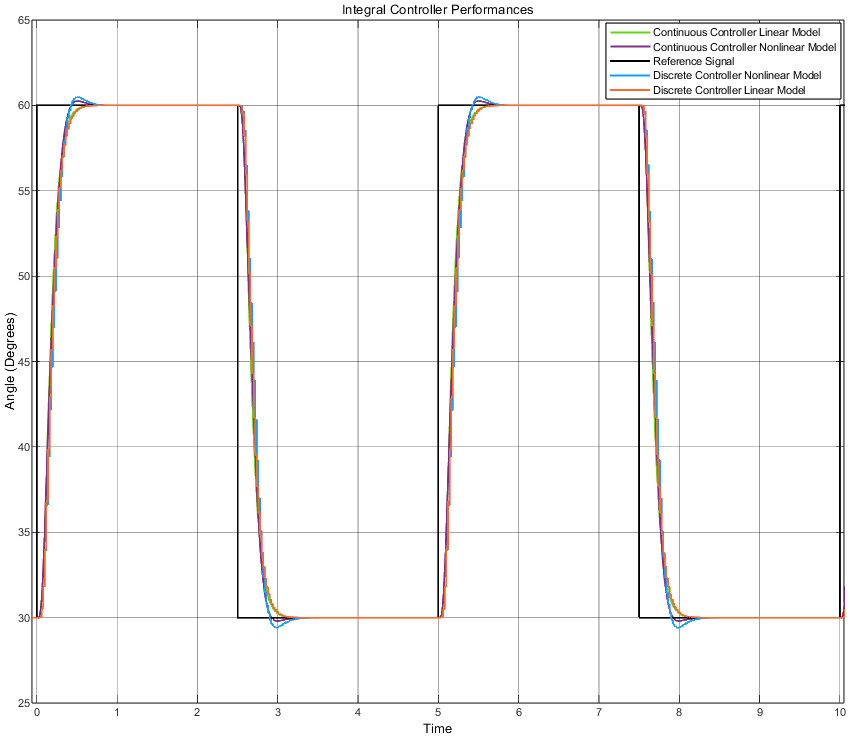 Integral Controller Performances
Continuous Controller Linear Model
Continuous Controller Nonlinear Model
Reference Signal
Discrete Controller Nonlinear Model
Discrete Controller Linear Model
65
60
55
50
45
40
35
30
25
Angle (Degrees)
0 1 2 3 4 5 6 7 8 9 10
Time